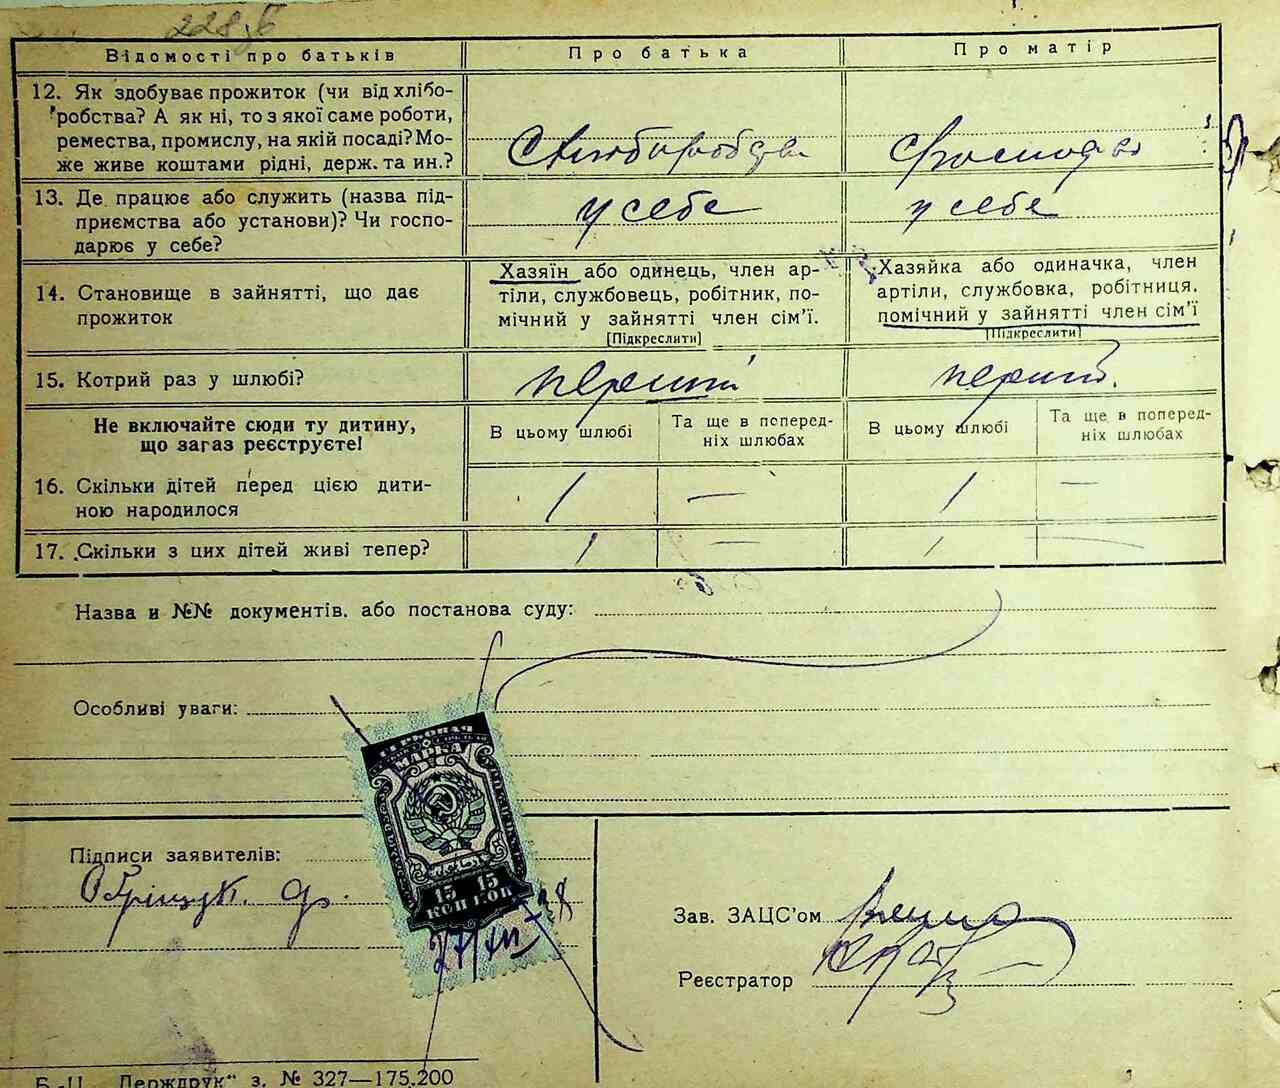 228 зб
Відомості про батьків
Про батька
Про матір
12. Як здобуває прожиток (чи від хлібо-
робства? А як ні, то з якої саме роботи,
ремества, промислу, на якій посаді? Мо-
же живе коштами рідні, держ. та ин.?
13. Де працює або служить (назва під-
приємства або установи)? Чи госпо-
дарює у себе?
у себе
у себе
14. Становище в зайнятті, що дає
прожиток
Хазяїн або одинець, член ар-
тіли, службовець, робітник, по-
мічний у зайнятті член сім'ї.
[Підкреслити]
Хазяйка або одиначка, член
артіли, службовка, робітниця.
помічний у зайнятті член сім'ї
[Підкреслити]
15. Котрий раз у шлюбі?
перший
перший.
Не включайте сюди ту дитину,
що загаз реєструєте!
В цьому шлюбі
Та ще в поперед-
ніх шлюбах
В цьому шлюбі
Та ще в поперед-
ніх шлюбах
16. Скільки дітей перед цією дити-
ною народилося
1 — 1 —
17. Скільки з цих дітей живі тепер?
1 — 1 —
Назва и №№ документів. або постанова суду:
Особливі уваги:
ГЕРБОВАЯ
МАРКА
15 15
КОП КОП
Підписи заявителів:
Зав. ЗАЦС'ом
Реєстратор
Б.-Ц. „Держдрук" з. № 327—175.200